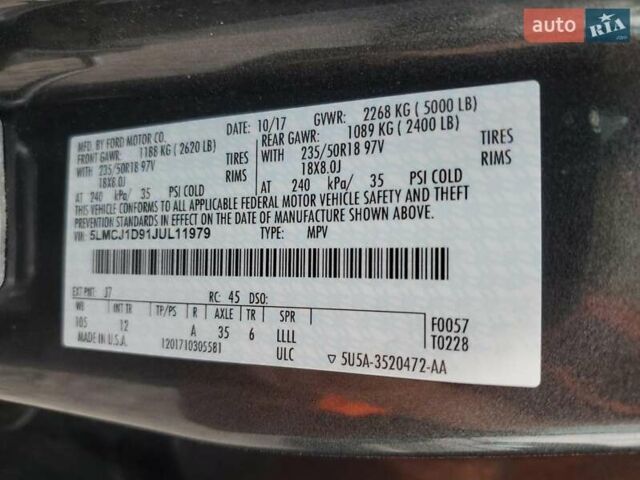 auto RIA .com
MFD. BY FORD MOTOR CO.
DATE: 10/17 GVWR: 2268 KG (5000 LB)
FRONT GAWR: 1188 KG (2620 LB) REAR GAWR: 1089 KG (2400 LB)
WITH 235/50R18 97V TIRES WITH 235/50R18 97V TIRES
18X8.0J RIMS 18X8.0J RIMS
AT 240 kPa/ 35 PSI COLD AT 240 kPa/ 35 PSI COLD
THIS VEHICLE CONFORMS TO ALL APPLICABLE FEDERAL MOTOR VEHICLE SAFETY AND THEFT
PREVENTION STANDARDS IN EFFECT ON THE DATE OF MANUFACTURE SHOWN ABOVE.
VIN: 5LMCJ1D91JUL11979 TYPE: MPV
EXT PNT: J7 RC: 45 DSO:
WB INT TR TP/PS R AXLE TR SPR
105 12 A 35 6 LLLL F0057
MADE IN U.S.A. 1201710305581 ULC T0228
▽ 5U5A-3520472-AA